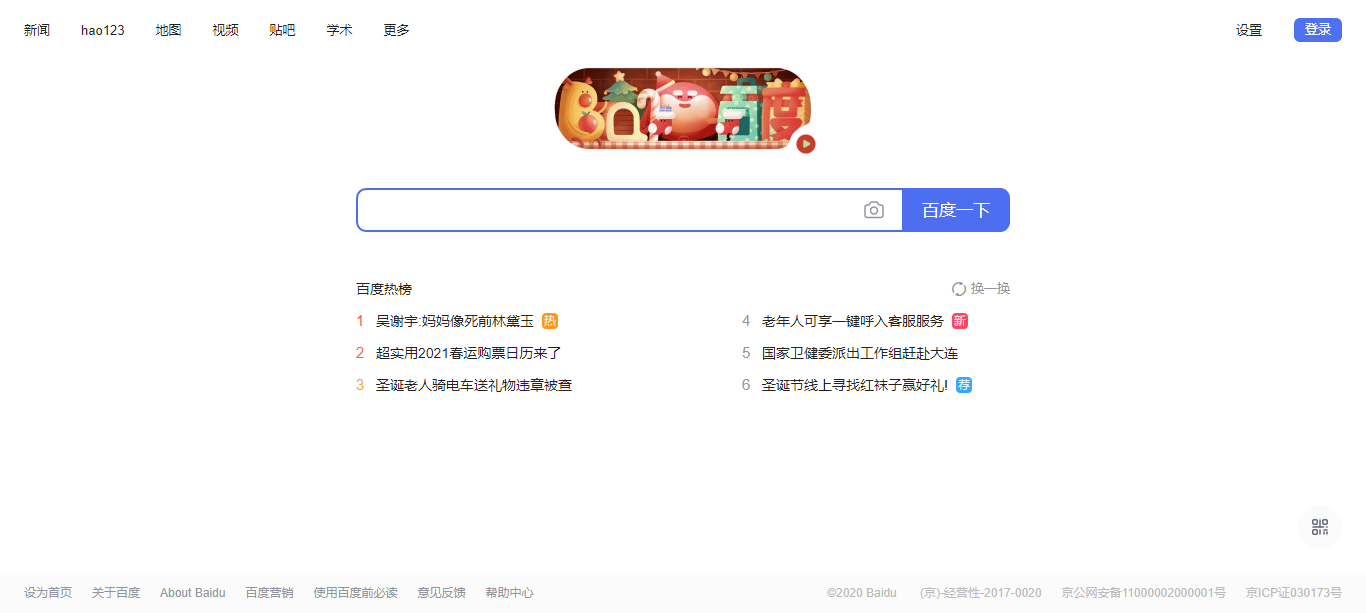 新闻 hao123 地图 视频 贴吧 学术 更多 设置 登录
Bai 百度
百度一下
百度热榜 换一换
1 吴谢宇:妈妈像死前林黛玉 热 4 老年人可享一键呼入客服服务 新
2 超实用2021春运购票日历来了 5 国家卫健委派出工作组赶赴大连
3 圣诞老人骑电车送礼物违章被查 6 圣诞节线上寻找红袜子赢好礼! 荐
设为首页 关于百度 About Baidu 百度营销 使用百度前必读 意见反馈 帮助中心 ©2020 Baidu (京)-经营性-2017-0020 京公网安备11000002000001号 京ICP证030173号